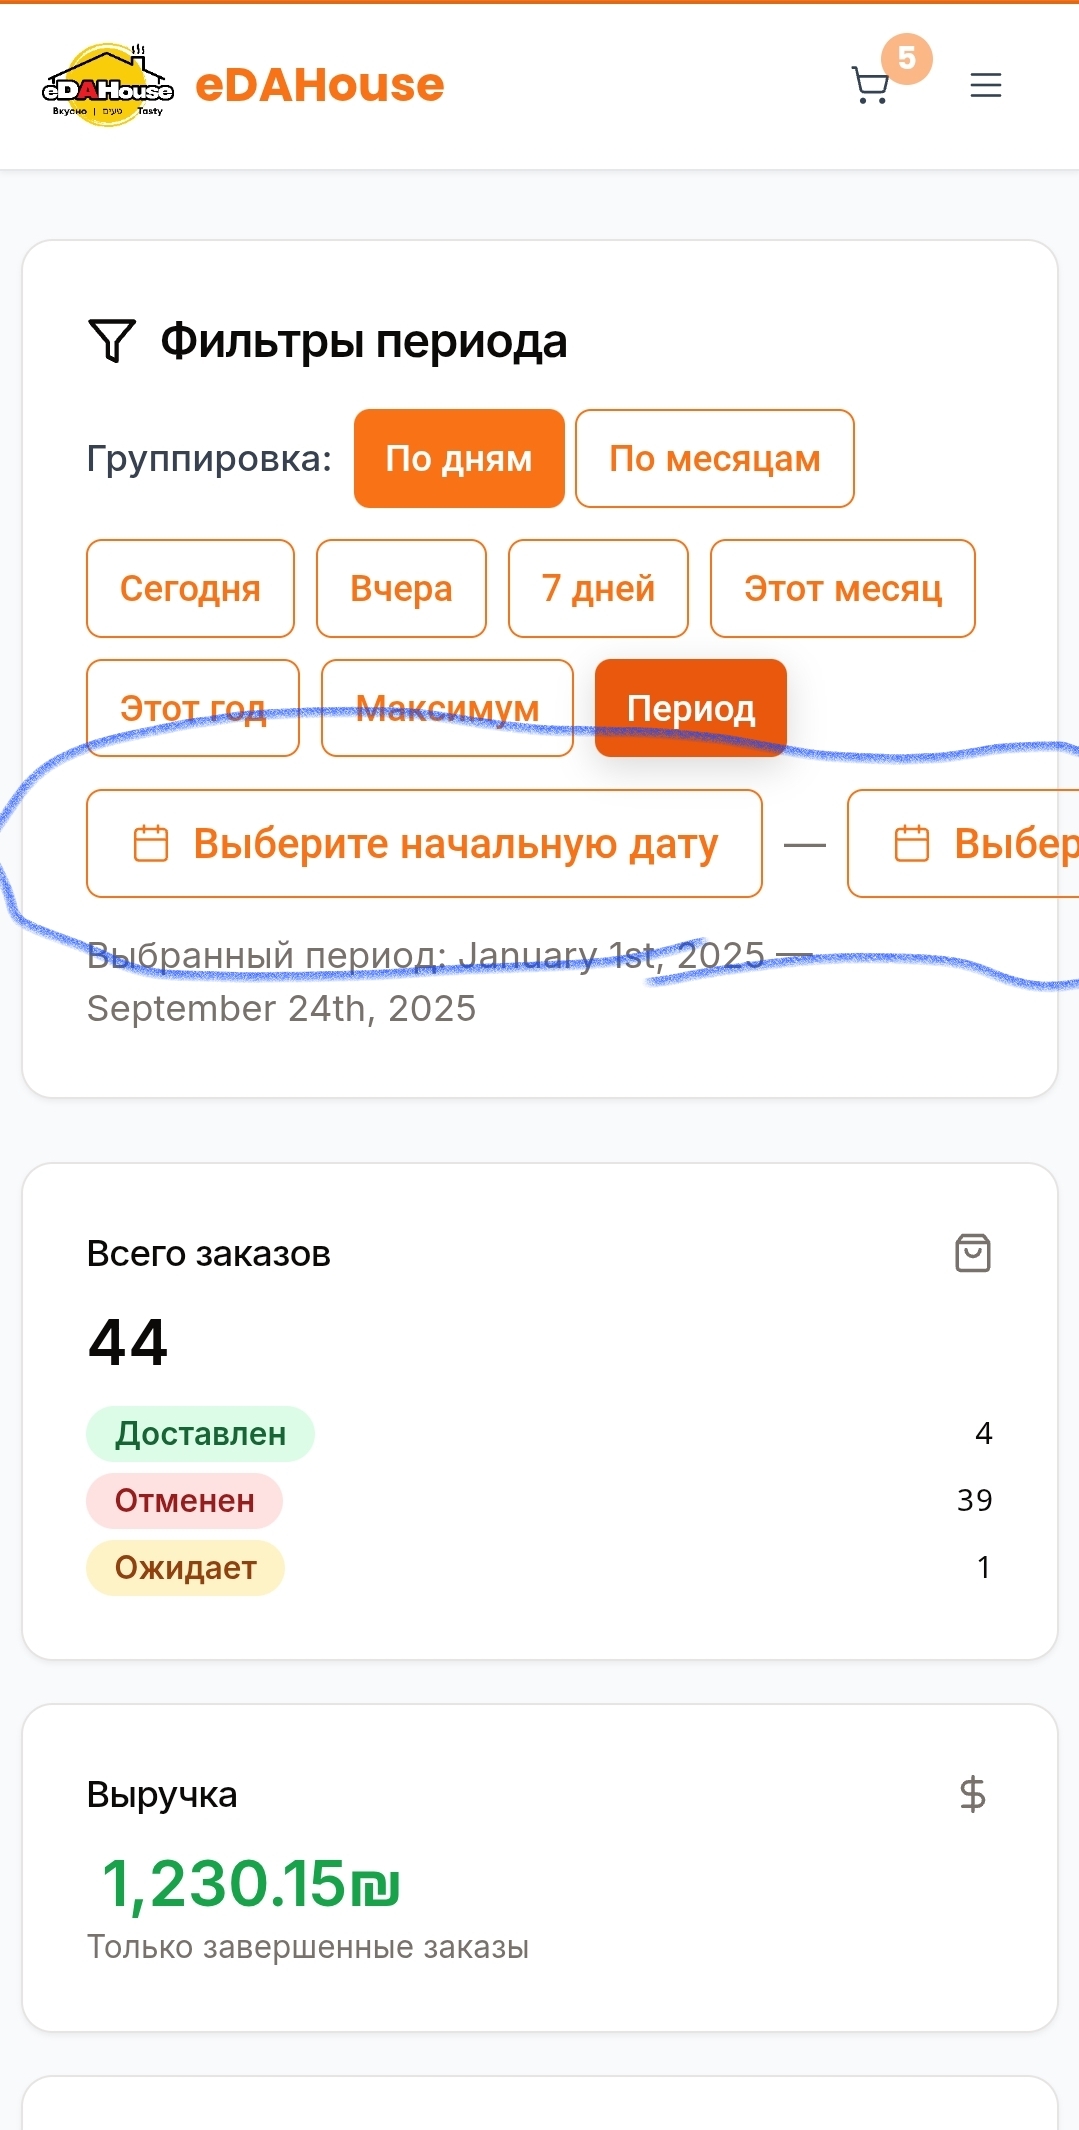 eDAHouse
Вкусно | טעים Tasty
eDAHouse
5
Фильтры периода
Группировка: По дням По месяцам
Сегодня Вчера 7 дней Этот месяц
Этот год Максимум Период
Выберите начальную дату — Выбер
Выбранный период: January 1st, 2025 —
September 24th, 2025
Всего заказов
44
Доставлен 4
Отменен 39
Ожидает 1
Выручка
1,230.15₪
Только завершенные заказы